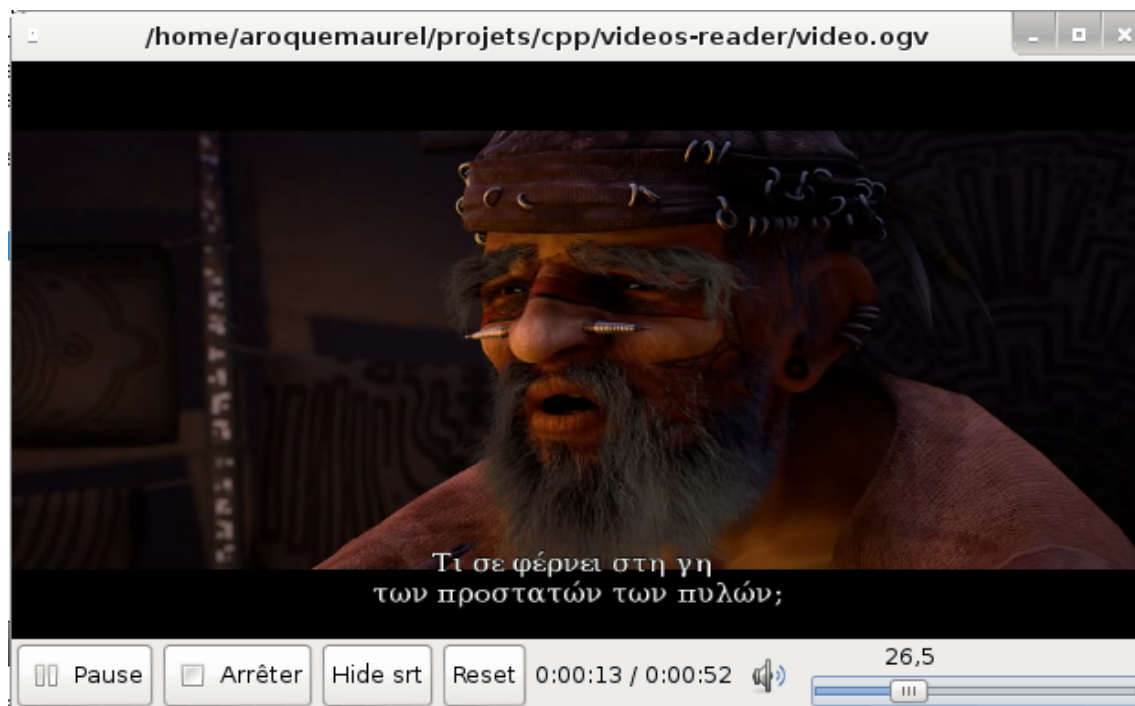 /home/aroquemaurel/projets/cpp/videos-reader/video.ogv
Τι σε φέρνει στη γη
των προστατών των πυλών;
Pause Arrêter Hide srt Reset 0:00:13 / 0:00:52 26,5